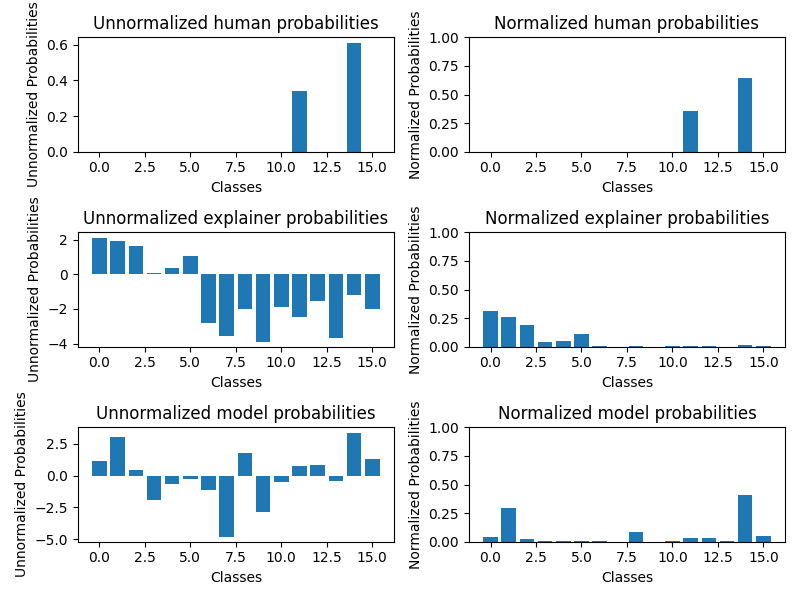 Unnormalized human probabilities
Unnormalized Probabilities
0.6
0.4
0.2
0.0
0.0 2.5 5.0 7.5 10.0 12.5 15.0
Classes
Normalized human probabilities
Normalized Probabilities
1.00
0.75
0.50
0.25
0.00
0.0 2.5 5.0 7.5 10.0 12.5 15.0
Classes
Unnormalized explainer probabilities
Unnormalized Probabilities
2
0
−2
−4
0.0 2.5 5.0 7.5 10.0 12.5 15.0
Classes
Normalized explainer probabilities
Normalized Probabilities
1.00
0.75
0.50
0.25
0.00
0.0 2.5 5.0 7.5 10.0 12.5 15.0
Classes
Unnormalized model probabilities
Unnormalized Probabilities
2.5
0.0
−2.5
−5.0
0.0 2.5 5.0 7.5 10.0 12.5 15.0
Classes
Normalized model probabilities
Normalized Probabilities
1.00
0.75
0.50
0.25
0.00
0.0 2.5 5.0 7.5 10.0 12.5 15.0
Classes